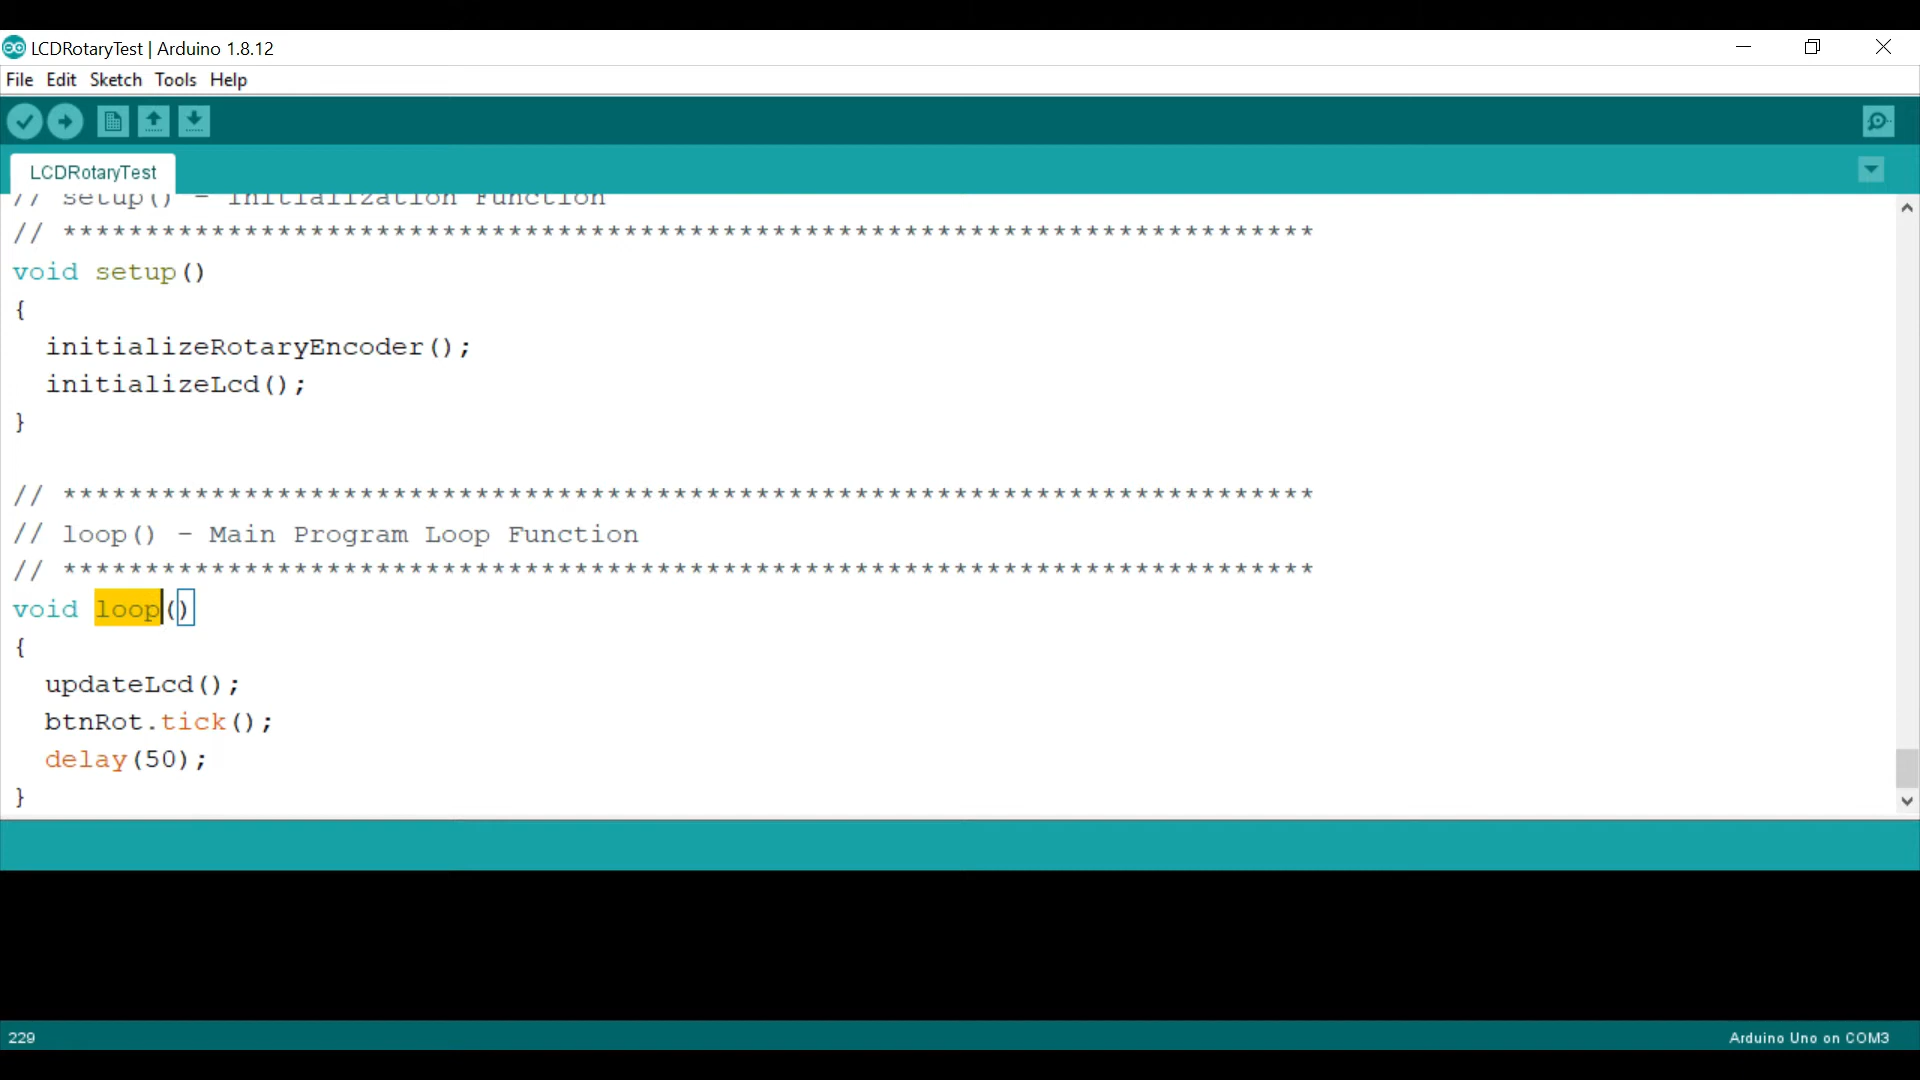 LCDRotaryTest | Arduino 1.8.12
File Edit Sketch Tools Help
LCDRotaryTest
// setup() - Initialization Function
// ****************************************************************************
void setup()
{
  initializeRotaryEncoder();
  initializeLcd();
}
// ****************************************************************************
// loop() - Main Program Loop Function
// ****************************************************************************
void loop()
{
  updateLcd();
  btnRot.tick();
  delay(50);
}
229
Arduino Uno on COM3